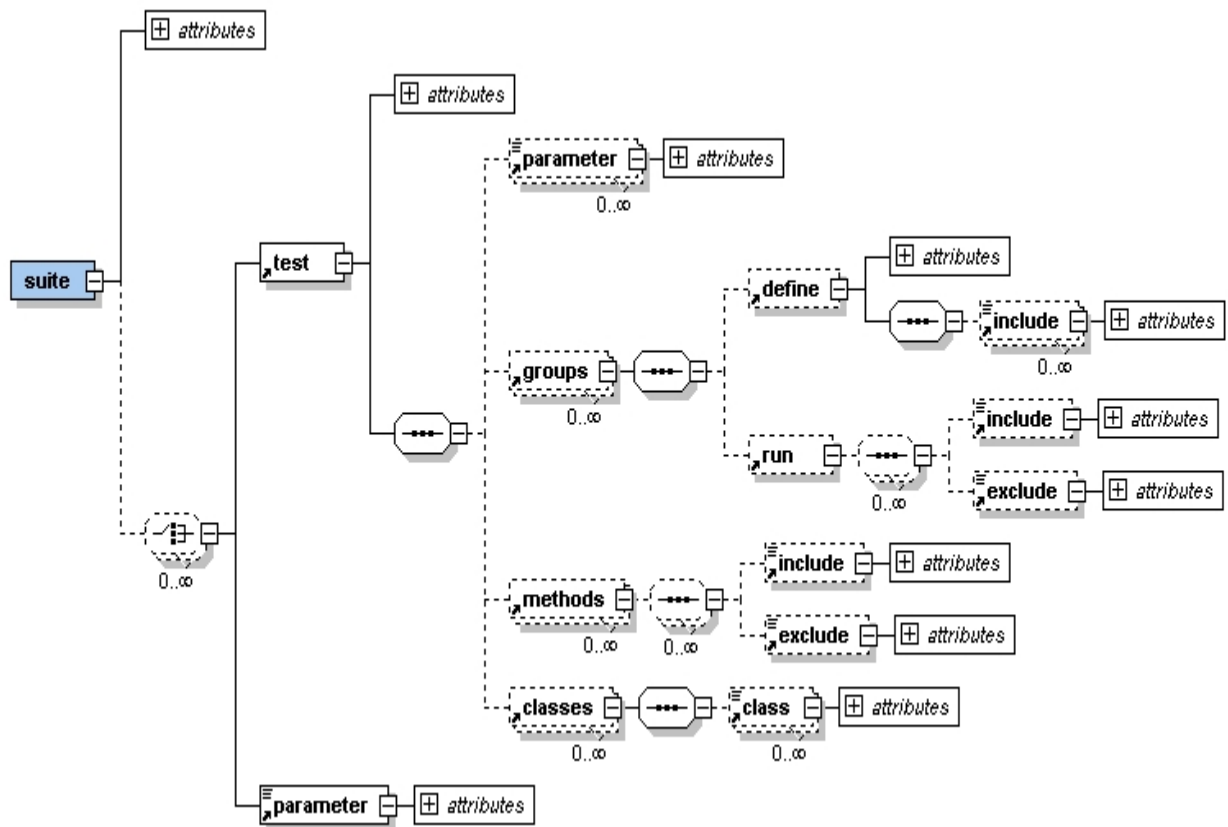 attributes
attributes
parameter
attributes
0..∞
attributes
test
define
suite
include
attributes
groups
0..∞
0..∞
include
attributes
run
exclude
attributes
0..∞
include
attributes
0..∞
methods
exclude
attributes
0..∞
0..∞
classes
class
attributes
0..∞
0..∞
parameter
attributes